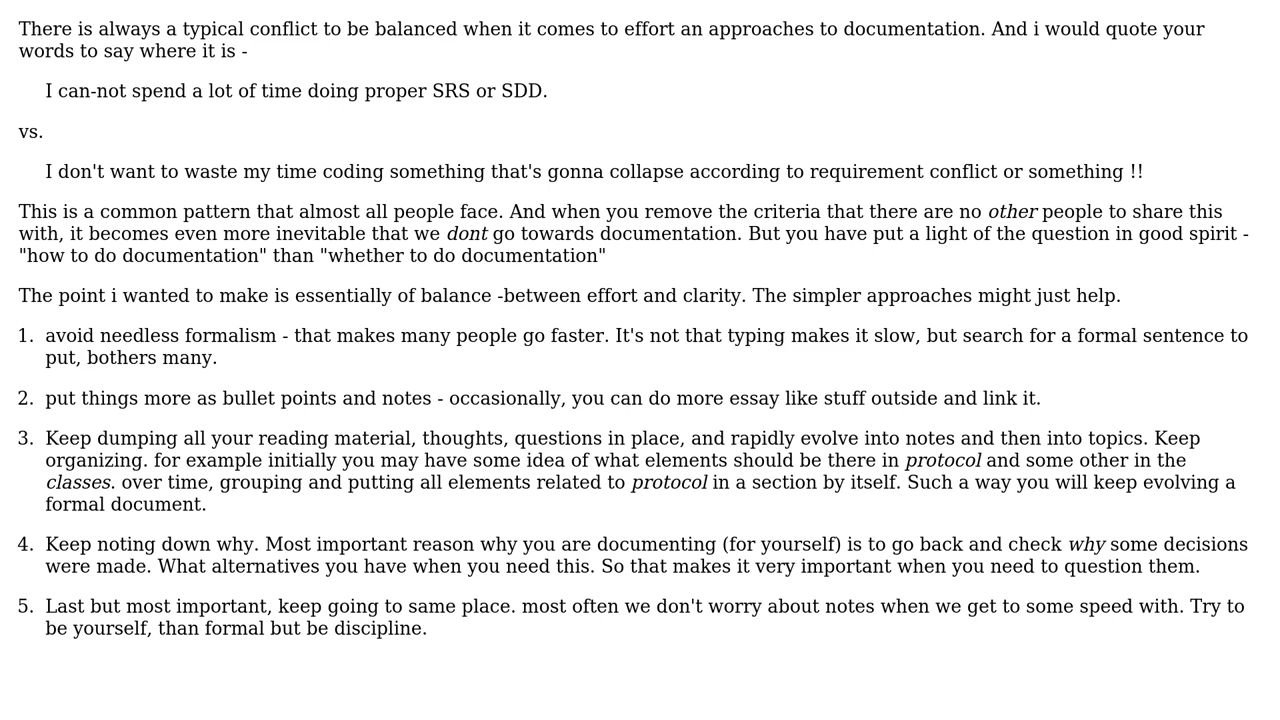 There is always a typical conflict to be balanced when it comes to effort an approaches to documentation. And i would quote your
words to say where it is -
I can-not spend a lot of time doing proper SRS or SDD.
vs.
I don't want to waste my time coding something that's gonna collapse according to requirement conflict or something !!
This is a common pattern that almost all people face. And when you remove the criteria that there are no other people to share this
with, it becomes even more inevitable that we dont go towards documentation. But you have put a light of the question in good spirit -
"how to do documentation" than "whether to do documentation"
The point i wanted to make is essentially of balance -between effort and clarity. The simpler approaches might just help.
1. avoid needless formalism - that makes many people go faster. It's not that typing makes it slow, but search for a formal sentence to
put, bothers many.
2. put things more as bullet points and notes - occasionally, you can do more essay like stuff outside and link it.
3. Keep dumping all your reading material, thoughts, questions in place, and rapidly evolve into notes and then into topics. Keep
organizing. for example initially you may have some idea of what elements should be there in protocol and some other in the
classes. over time, grouping and putting all elements related to protocol in a section by itself. Such a way you will keep evolving a
formal document.
4. Keep noting down why. Most important reason why you are documenting (for yourself) is to go back and check why some decisions
were made. What alternatives you have when you need this. So that makes it very important when you need to question them.
5. Last but most important, keep going to same place. most often we don't worry about notes when we get to some speed with. Try to
be yourself, than formal but be discipline.